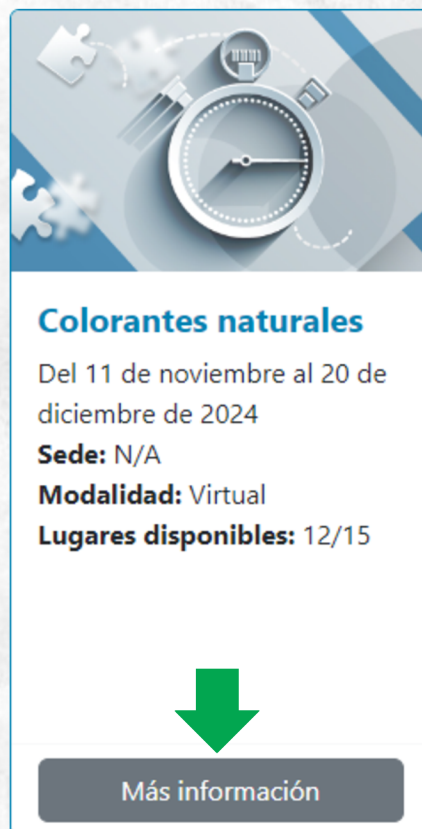 Colorantes naturales
Del 11 de noviembre al 20 de
diciembre de 2024
Sede: N/A
Modalidad: Virtual
Lugares disponibles: 12/15
Más información